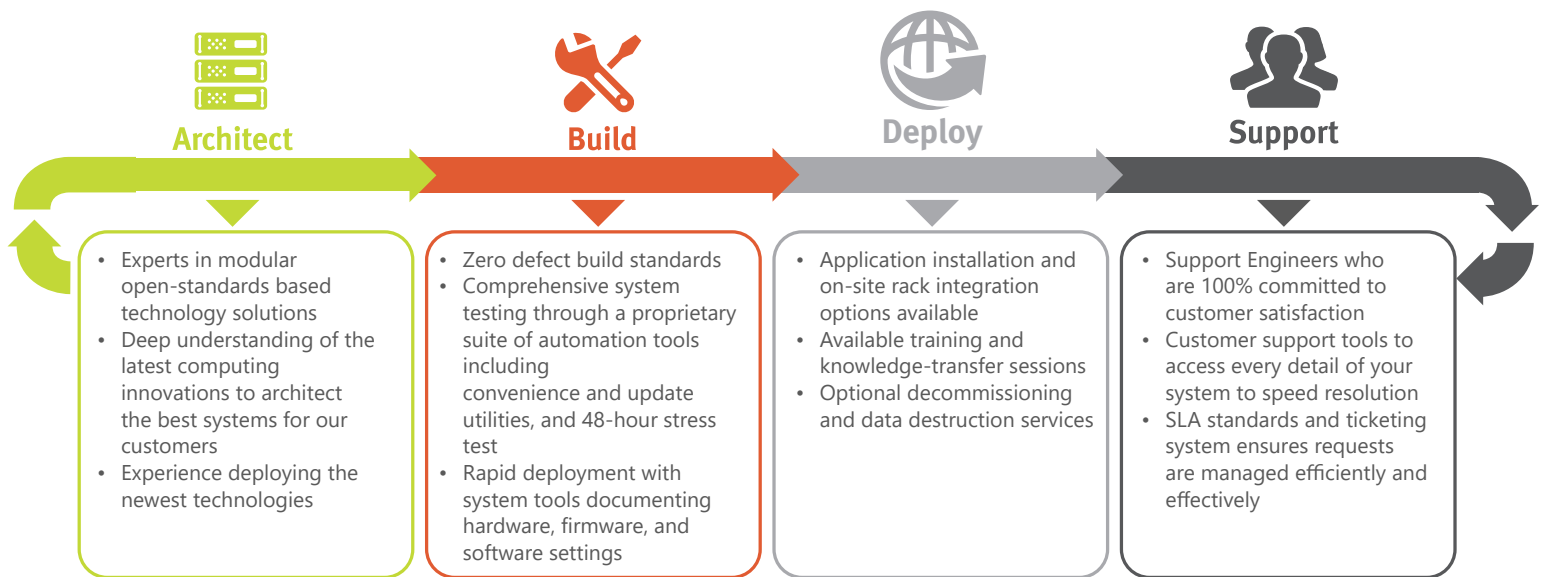 Architect
Build
Deploy
Support
• Experts in modular
open-standards based
technology solutions
• Deep understanding of the
latest computing
innovations to architect
the best systems for our
customers
• Experience deploying the
newest technologies
• Zero defect build standards
• Comprehensive system
testing through a proprietary
suite of automation tools
including
convenience and update
utilities, and 48-hour stress
test
• Rapid deployment with
system tools documenting
hardware, firmware, and
software settings
• Application installation and
on-site rack integration
options available
• Available training and
knowledge-transfer sessions
• Optional decommissioning
and data destruction services
• Support Engineers who
are 100% committed to
customer satisfaction
• Customer support tools to
access every detail of your
system to speed resolution
• SLA standards and ticketing
system ensures requests
are managed efficiently and
effectively